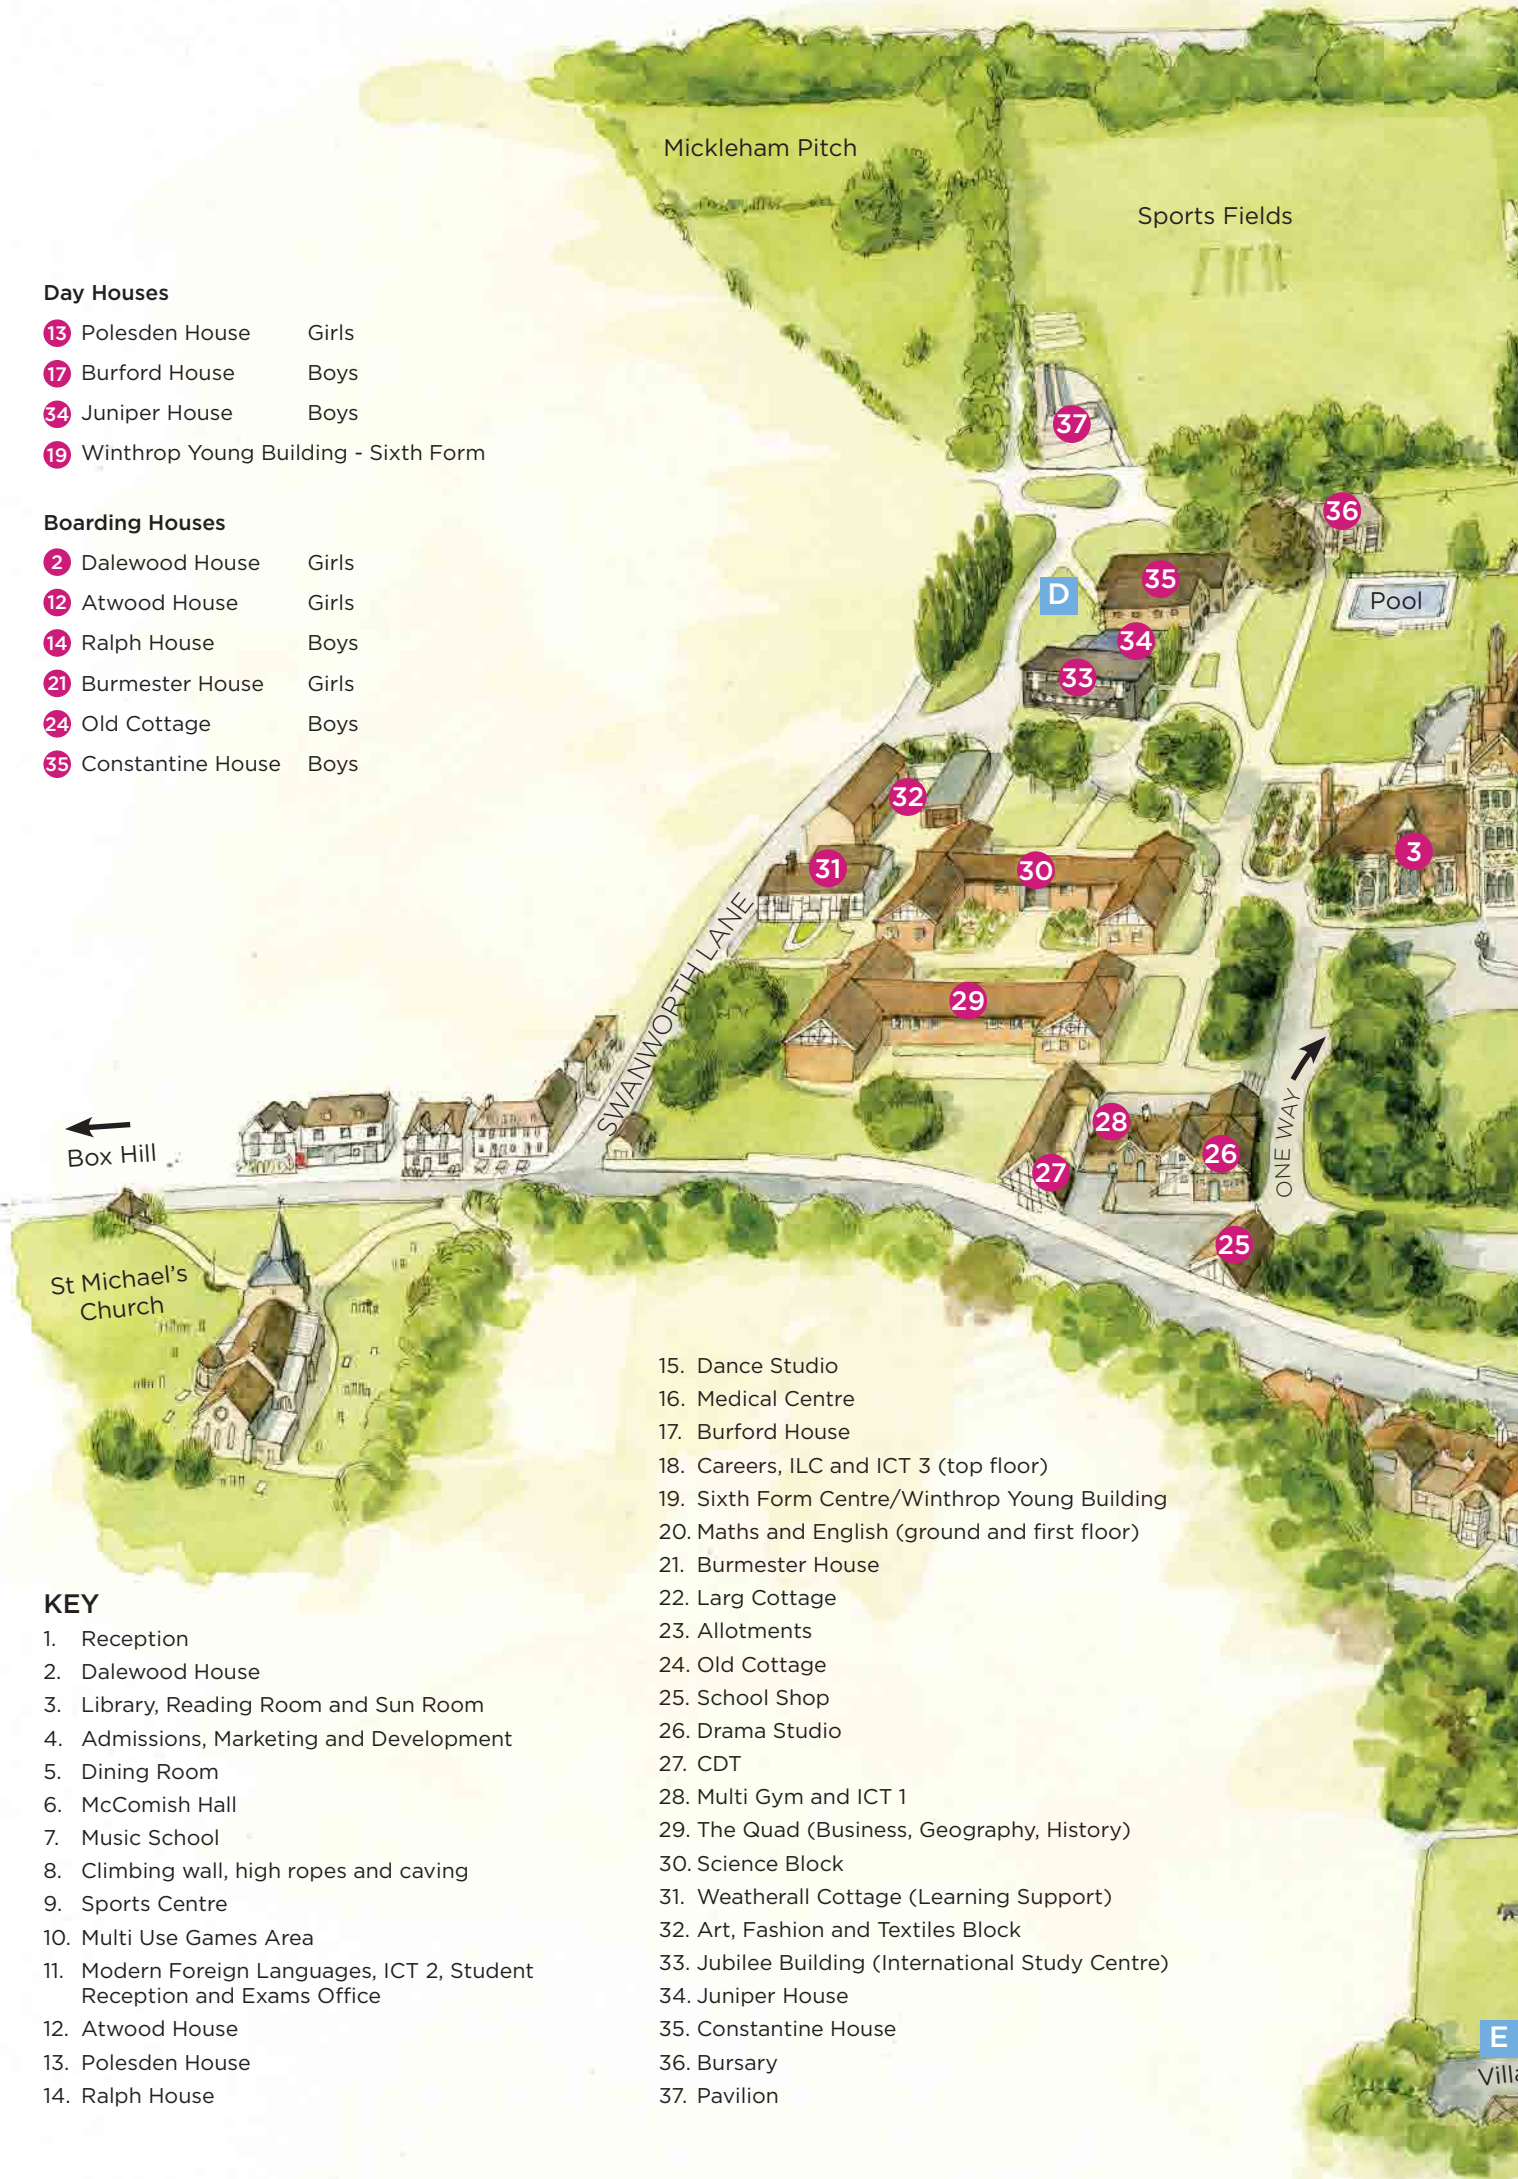 Mickleham Pitch
Sports Fields
Day Houses
13 Polesden House Girls
17 Burford House Boys
34 Juniper House Boys
19 Winthrop Young Building - Sixth Form
Boarding Houses
2 Dalewood House Girls
12 Atwood House Girls
14 Ralph House Boys
21 Burmester House Girls
24 Old Cottage Boys
35 Constantine House Boys
37
36
35
D
Pool
34
33
32
31
30
3
SWANWORTH LANE
29
28
27
26
ONE WAY
25
Box Hill
St Michael's
Church
KEY
1. Reception
2. Dalewood House
3. Library, Reading Room and Sun Room
4. Admissions, Marketing and Development
5. Dining Room
6. McComish Hall
7. Music School
8. Climbing wall, high ropes and caving
9. Sports Centre
10. Multi Use Games Area
11. Modern Foreign Languages, ICT 2, Student
Reception and Exams Office
12. Atwood House
13. Polesden House
14. Ralph House
15. Dance Studio
16. Medical Centre
17. Burford House
18. Careers, ILC and ICT 3 (top floor)
19. Sixth Form Centre/Winthrop Young Building
20. Maths and English (ground and first floor)
21. Burmester House
22. Larg Cottage
23. Allotments
24. Old Cottage
25. School Shop
26. Drama Studio
27. CDT
28. Multi Gym and ICT 1
29. The Quad (Business, Geography, History)
30. Science Block
31. Weatherall Cottage (Learning Support)
32. Art, Fashion and Textiles Block
33. Jubilee Building (International Study Centre)
34. Juniper House
35. Constantine House
36. Bursary
37. Pavilion
E